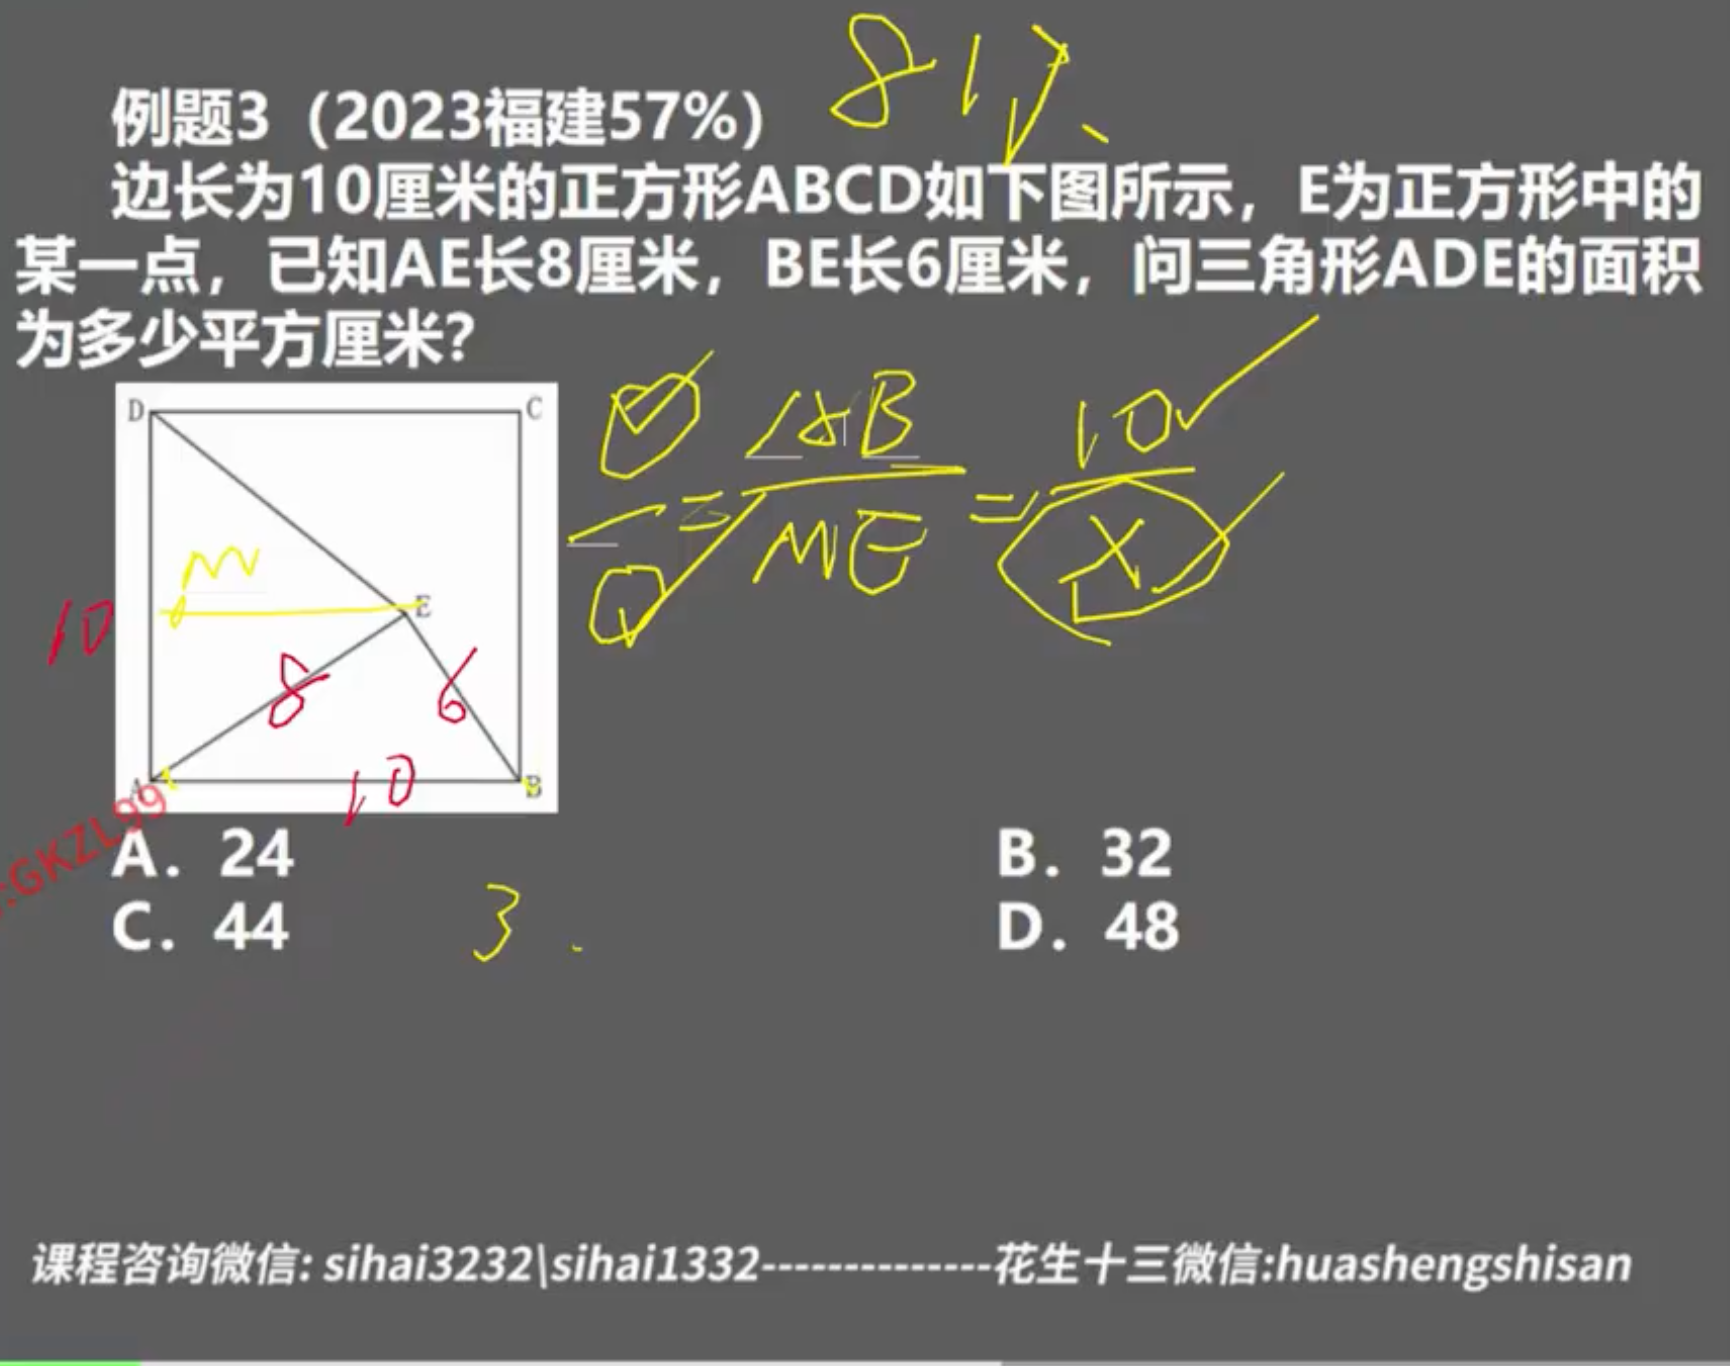 817、
例题3（2023福建57%）
边长为10厘米的正方形ABCD如下图所示，E为正方形中的
某一点，已知AE长8厘米，BE长6厘米，问三角形ADE的面积
为多少平方厘米？
D C
M
E
10
8 6
A B
10
AB
ME
=
10
X
:GKZL99
A. 24 B. 32
C. 44 D. 48
3.
课程咨询微信: sihai3232\sihai1332--------------花生十三微信:huashengshisan